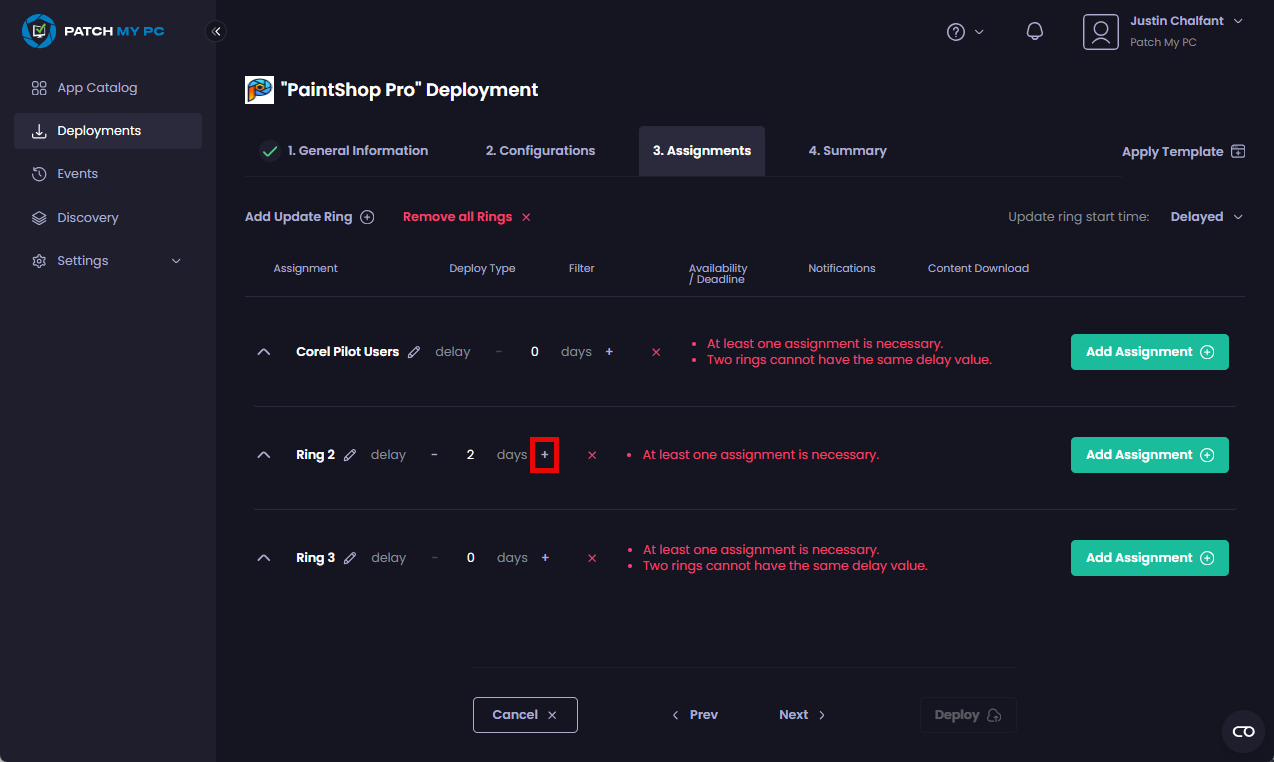 PATCH MY PC
Justin Chalfant
Patch My PC
App Catalog
Deployments
Events
Discovery
Settings
"PaintShop Pro" Deployment
1. General Information
2. Configurations
3. Assignments
4. Summary
Apply Template
Add Update Ring
Remove all Rings ×
Update ring start time: Delayed
Assignment
Deploy Type
Filter
Availability
/ Deadline
Notifications
Content Download
Corel Pilot Users delay - 0 days + ×
• At least one assignment is necessary.
• Two rings cannot have the same delay value.
Add Assignment
Ring 2 delay - 2 days + ×
• At least one assignment is necessary.
Add Assignment
Ring 3 delay - 0 days + ×
• At least one assignment is necessary.
• Two rings cannot have the same delay value.
Add Assignment
Cancel ×
< Prev
Next >
Deploy